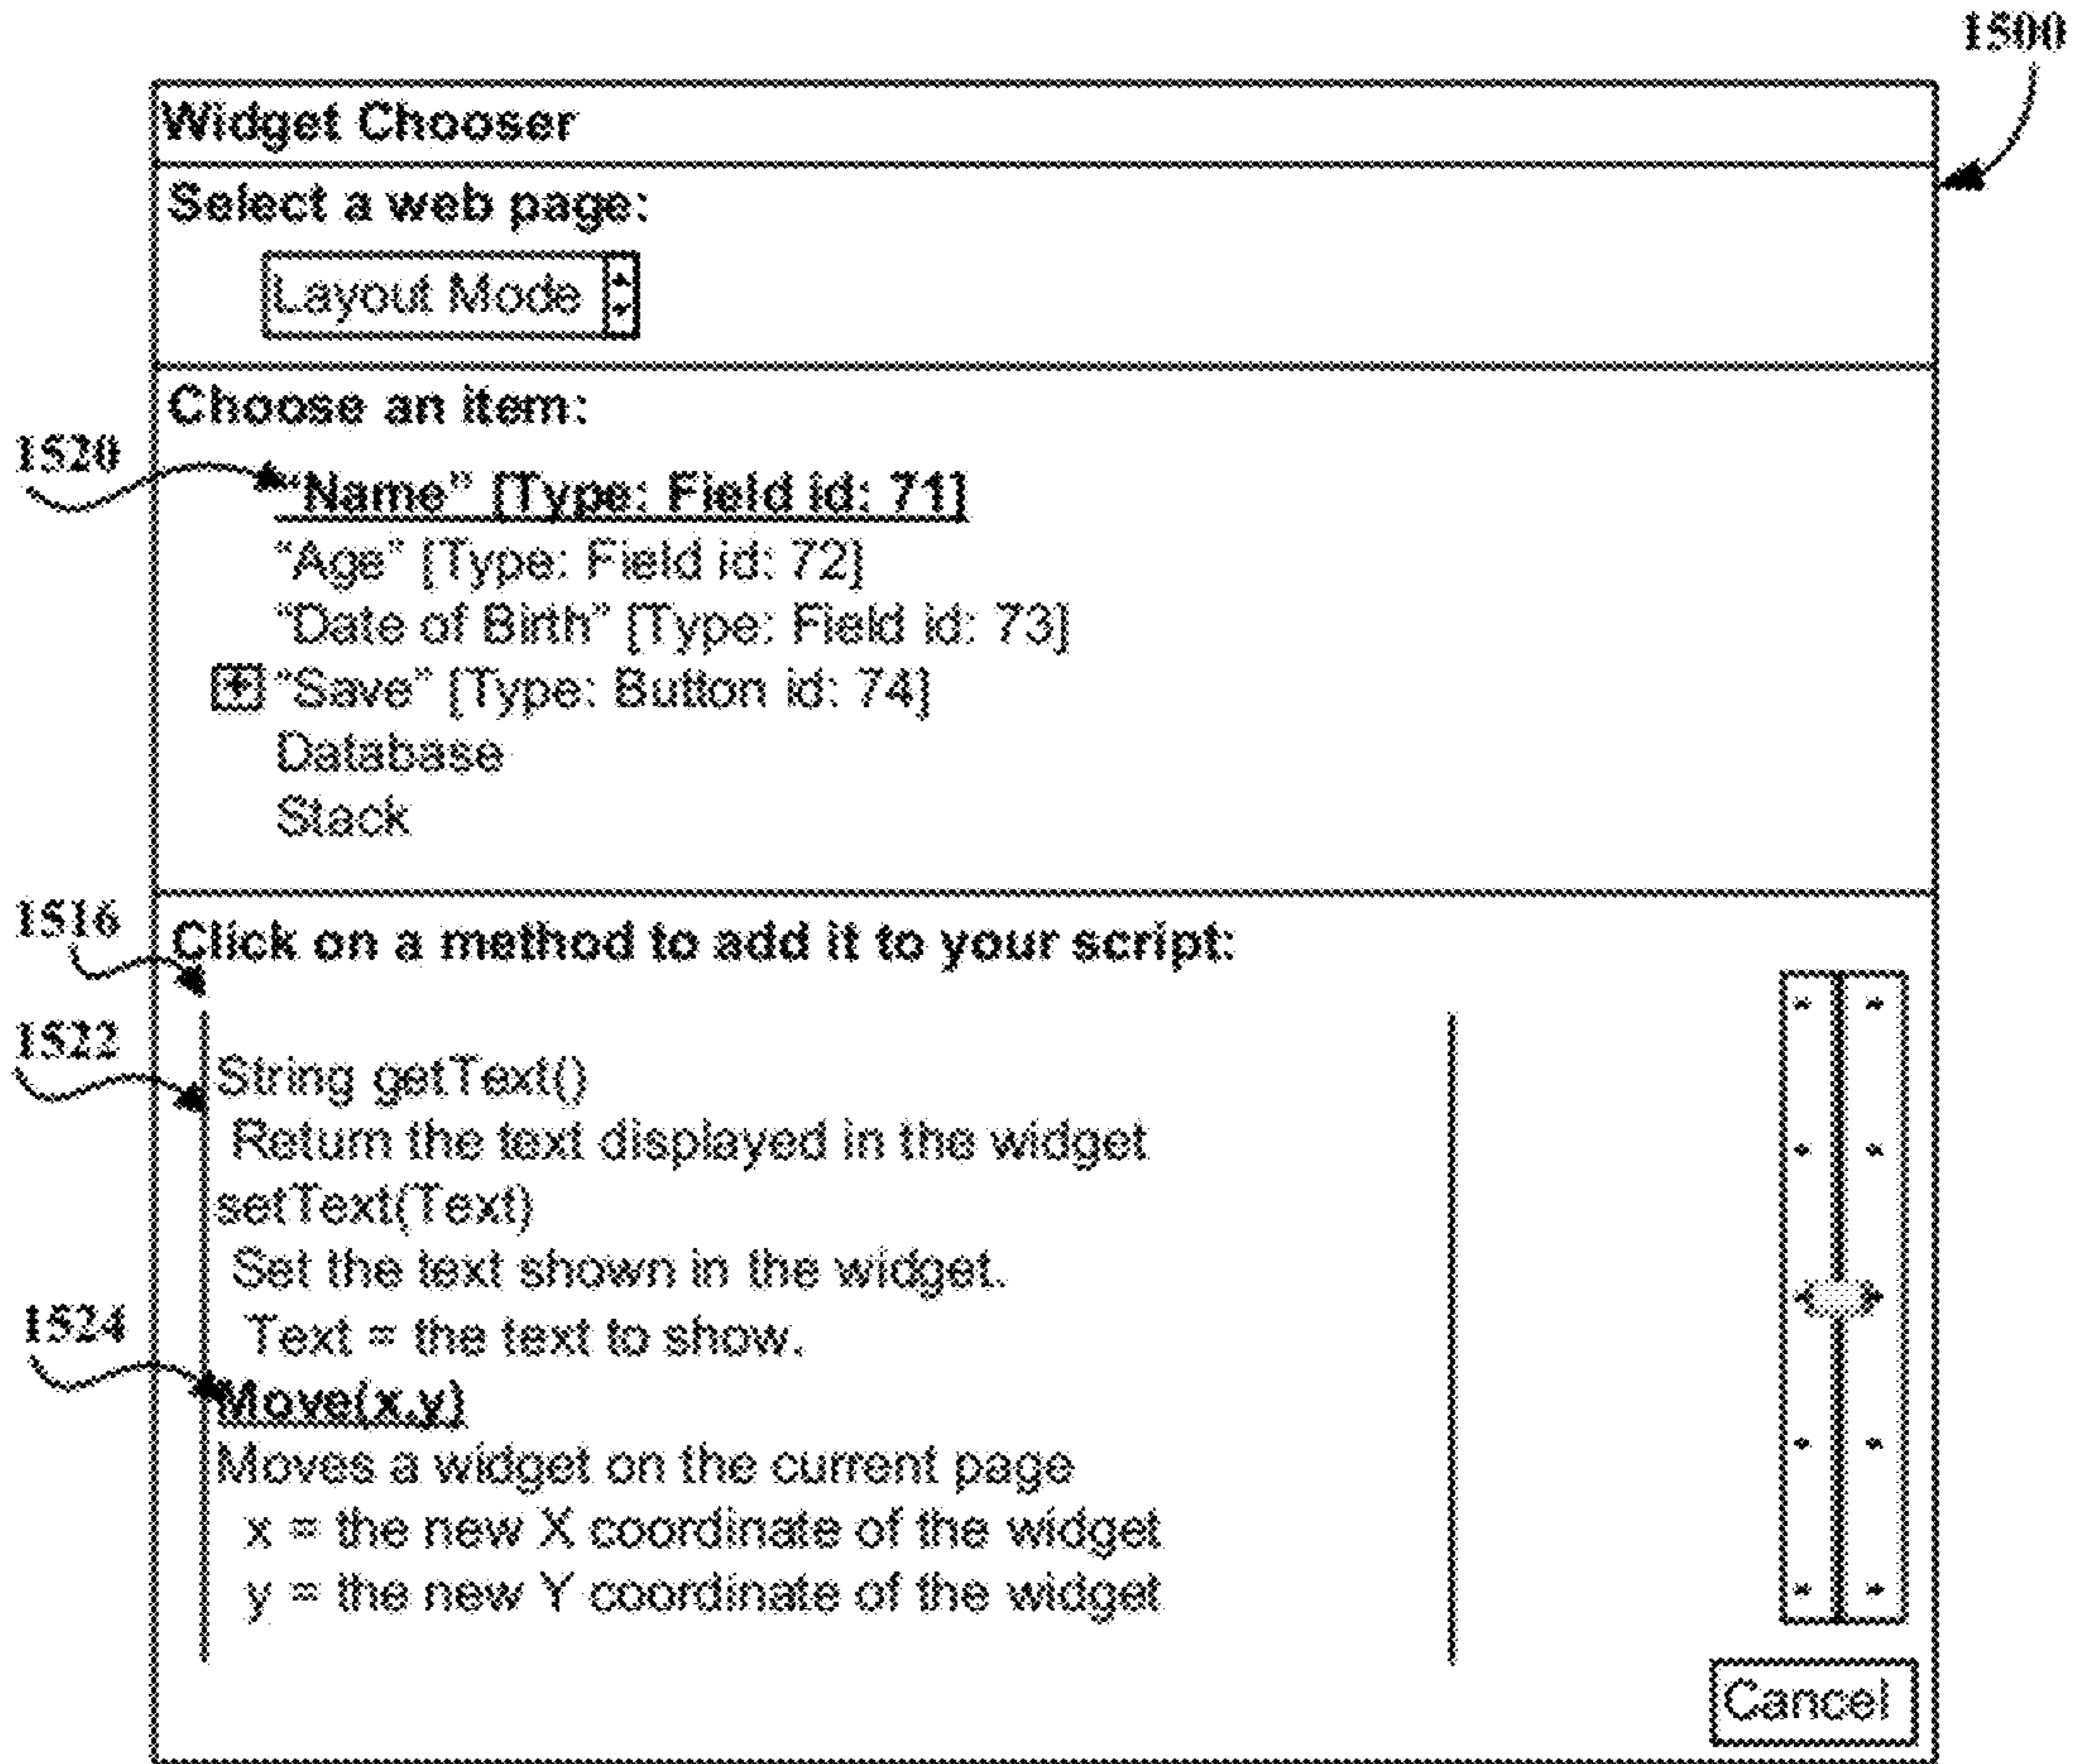 1500
Widget Chooser
Select a web page:
Layout Mode
Choose an item:
1520
“Name” [Type: Field id: 71]
“Age” [Type: Field id: 72]
“Date of Birth” [Type: Field id: 73]
+ “Save” [Type: Button id: 74]
Database
Stack
1516
Click on a method to add it to your script:
1522
String getText()
Return the text displayed in the widget
setText(Text)
Set the text shown in the widget.
1524
Text = the text to show.
Move(x,y)
Moves a widget on the current page
x = the new X coordinate of the widget
y = the new Y coordinate of the widget
Cancel